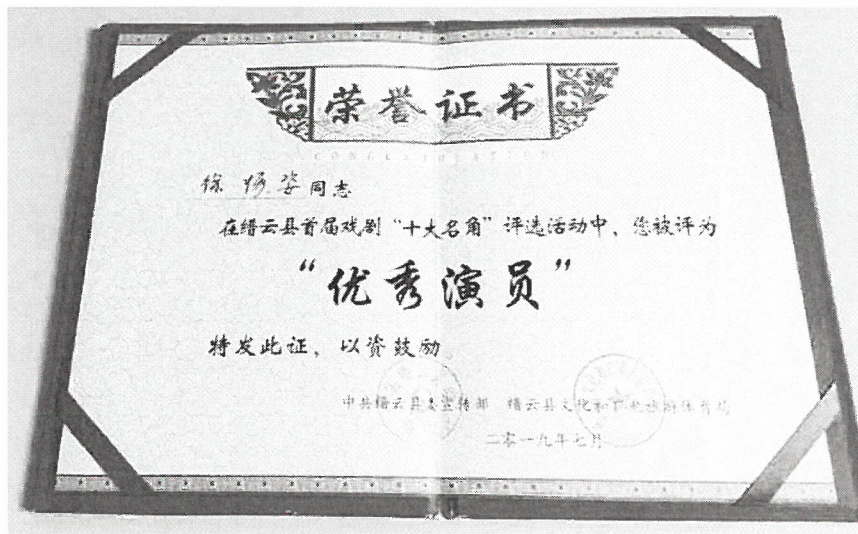 荣誉证书
CONGRATULATION
徐 姿 同志
在缙云县首届戏剧“十大名角”评选活动中，您被评为
“优秀演员”
特发此证，以资鼓励
中共缙云县委宣传部 缙云县文化和广电旅游体育局
二零一九年七月